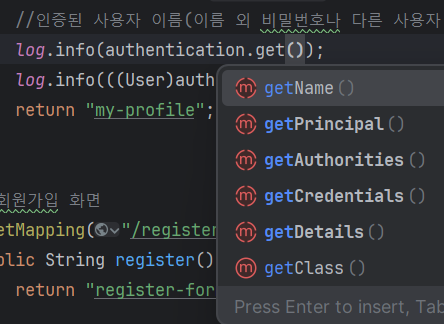 //인증된 사용자 이름(이름 외 비밀번호나 다른 사용자
log.info(authentication.get());
log.info(((User)auth
getName()
return "my-profile";
getPrincipal()
getAuthorities()
getCredentials()
회원가입 화면
etMapping("/register
getDetails()
blic String register()
getClass()
return "register-for
Press Enter to insert, Tab